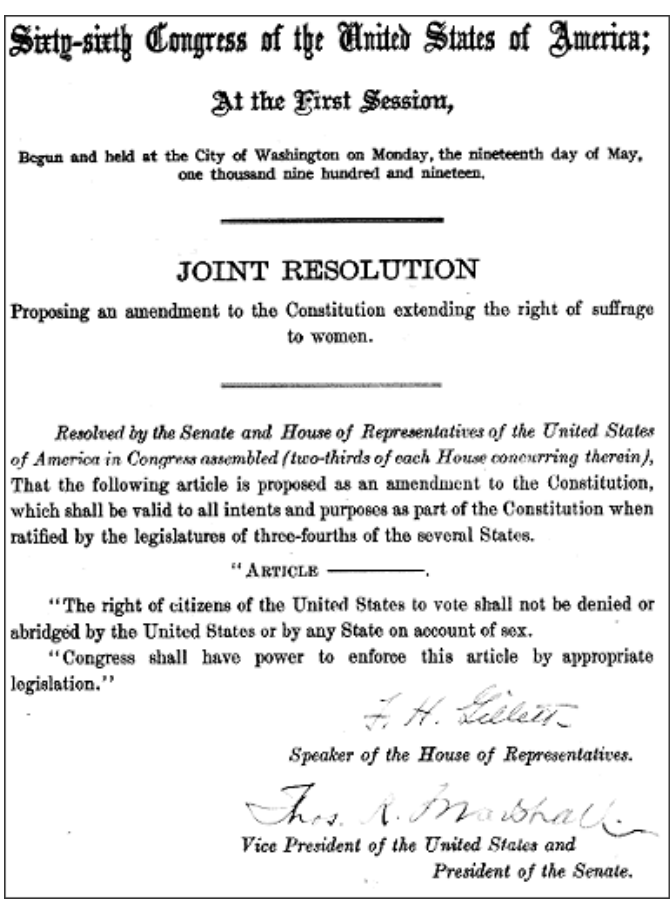 Sixty-sixth Congress of the United States of America;
At the First Session,
Begun and held at the City of Washington on Monday, the nineteenth day of May,
one thousand nine hundred and nineteen.
JOINT RESOLUTION
Proposing an amendment to the Constitution extending the right of suffrage
to women.
Resolved by the Senate and House of Representatives of the United States
of America in Congress assembled (two-thirds of each House concurring therein),
That the following article is proposed as an amendment to the Constitution,
which shall be valid to all intents and purposes as part of the Constitution when
ratified by the legislatures of three-fourths of the several States.
"ARTICLE ————.
"The right of citizens of the United States to vote shall not be denied or
abridged by the United States or by any State on account of sex.
"Congress shall have power to enforce this article by appropriate
legislation."
F. H. Gillett
Speaker of the House of Representatives.
Thos. R. Marshall.
Vice President of the United States and
President of the Senate.